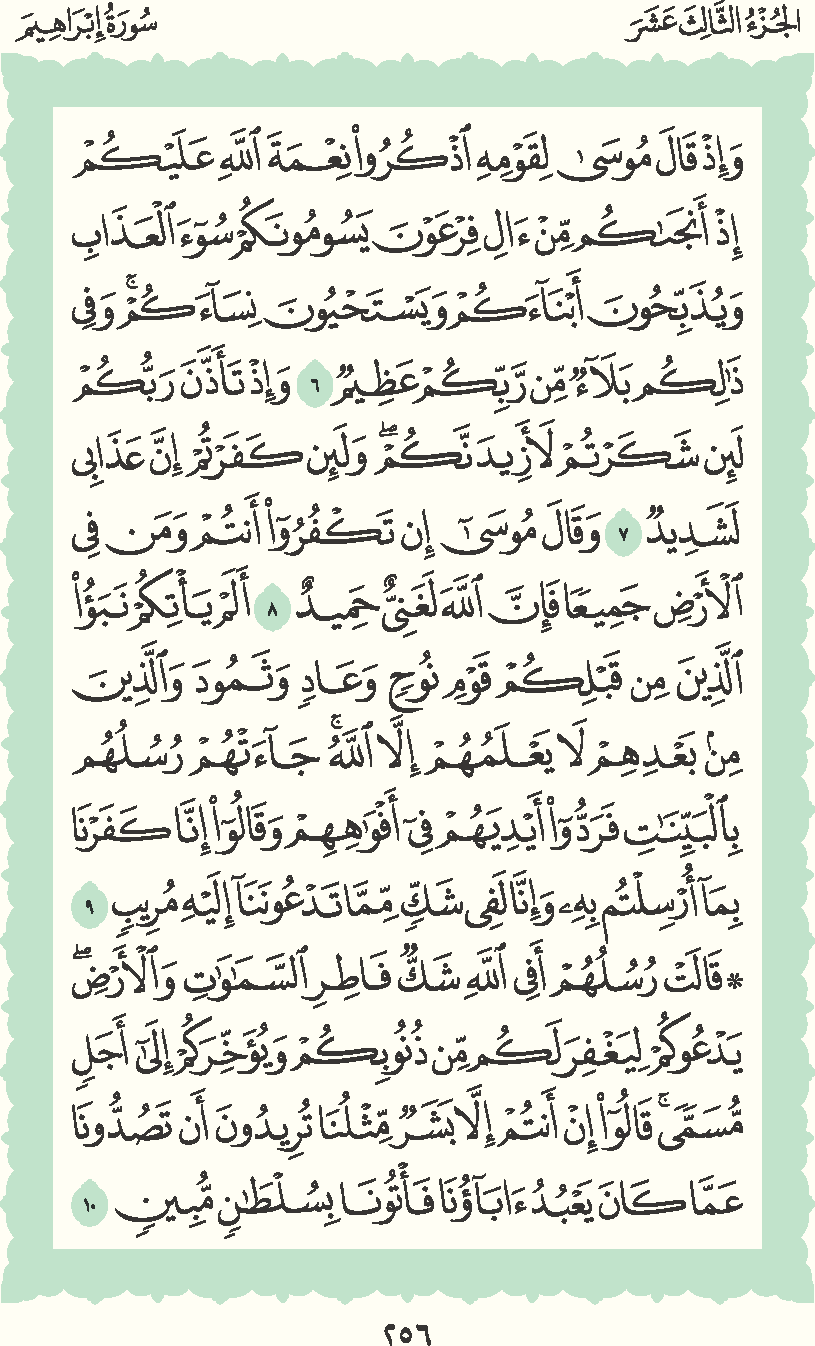 الجُزْءُ الثَّالِثَ عَشَرَ
سُورَةُ إِبْرَاهِيمَ
وَإِذْ قَالَ مُوسَىٰ لِقَوْمِهِ ٱذْكُرُواْ نِعْمَةَ ٱللَّهِ عَلَيْكُمْ
إِذْ أَنجَىٰكُم مِّنْ ءَالِ فِرْعَوْنَ يَسُومُونَكُمْ سُوٓءَ ٱلْعَذَابِ
وَيُذَبِّحُونَ أَبْنَآءَكُمْ وَيَسْتَحْيُونَ نِسَآءَكُمْۚ وَفِي
ذَٰلِكُم بَلَآءٌ مِّن رَّبِّكُمْ عَظِيمٌ ٦ وَإِذْ تَأَذَّنَ رَبُّكُمْ
لَئِن شَكَرْتُمْ لَأَزِيدَنَّكُمْۖ وَلَئِن كَفَرْتُمْ إِنَّ عَذَابِي
لَشَدِيدٌ ٧ وَقَالَ مُوسَىٰٓ إِن تَكْفُرُوٓاْ أَنتُمْ وَمَن فِي
ٱلْأَرْضِ جَمِيعًا فَإِنَّ ٱللَّهَ لَغَنِيٌّ حَمِيدٌ ٨ أَلَمْ يَأْتِكُمْ نَبَؤُاْ
ٱلَّذِينَ مِن قَبْلِكُمْ قَوْمِ نُوحٍ وَعَادٍ وَثَمُودَ وَٱلَّذِينَ
مِنۢ بَعْدِهِمْ لَا يَعْلَمُهُمْ إِلَّا ٱللَّهُۚ جَآءَتْهُمْ رُسُلُهُم
بِٱلْبَيِّنَٰتِ فَرَدُّوٓاْ أَيْدِيَهُمْ فِيٓ أَفْوَٰهِهِمْ وَقَالُوٓاْ إِنَّا كَفَرْنَا
بِمَآ أُرْسِلْتُم بِهِۦ وَإِنَّا لَفِي شَكٍّ مِّمَّا تَدْعُونَنَآ إِلَيْهِ مُرِيبٍ ٩
* قَالَتْ رُسُلُهُمْ أَفِي ٱللَّهِ شَكٌّ فَاطِرِ ٱلسَّمَٰوَٰتِ وَٱلْأَرْضِۖ
يَدْعُوكُمْ لِيَغْفِرَ لَكُم مِّن ذُنُوبِكُمْ وَيُؤَخِّرَكُمْ إِلَىٰٓ أَجَلٍ
مُّسَمًّىۚ قَالُوٓاْ إِنْ أَنتُمْ إِلَّا بَشَرٌ مِّثْلُنَا تُرِيدُونَ أَن تَصُدُّونَا
عَمَّا كَانَ يَعْبُدُ ءَابَآؤُنَا فَأْتُونَا بِسُلْطَٰنٍ مُّبِينٍ ١٠
٢٥٦